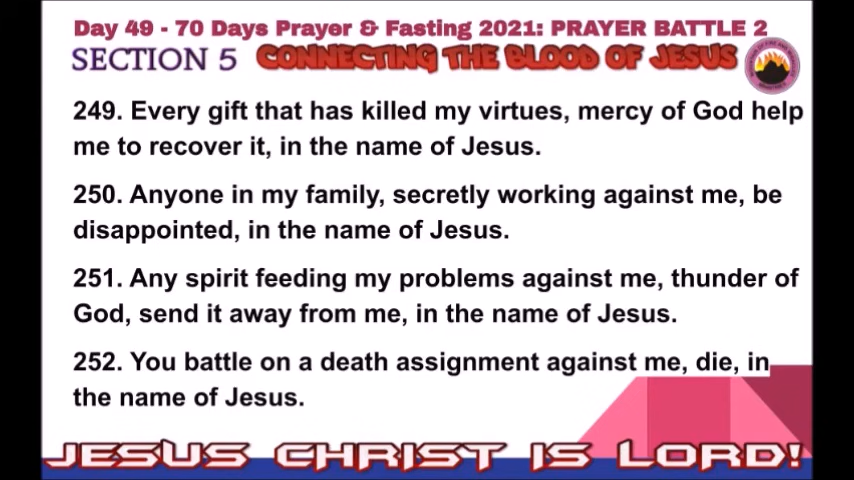 Day 49 - 70 Days Prayer & Fasting 2021: PRAYER BATTLE 2
SECTION 5 CONNECTING THE BLOOD OF JESUS
249. Every gift that has killed my virtues, mercy of God help
me to recover it, in the name of Jesus.
250. Anyone in my family, secretly working against me, be
disappointed, in the name of Jesus.
251. Any spirit feeding my problems against me, thunder of
God, send it away from me, in the name of Jesus.
252. You battle on a death assignment against me, die, in
the name of Jesus.
JESUS CHRIST IS LORD!